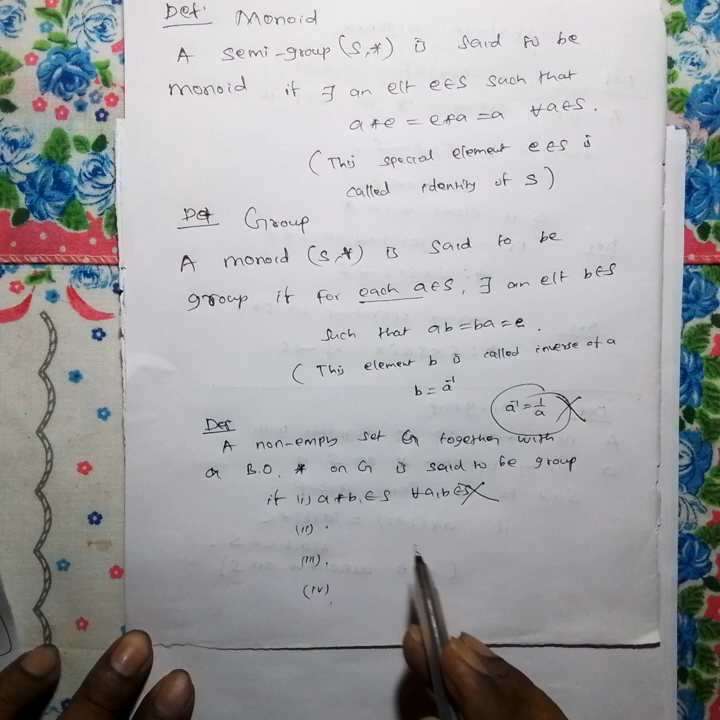 Def: Monoid
A semi-group (S,*) is said to be
monoid if ∃ an elt e∈S such that
a*e = e*a = a ∀a∈S.
(This special element e∈S is
called identity of S)
Def Group
A monoid (S,*) is said to be
group if for each a∈S, ∃ an elt b∈S
such that ab=ba=e.
(This element b is called inverse of a
b = a⁻¹
a⁻¹ = 1/a
Def
A non-empty set G together with
a B.O. * on G is said to be group
if (i) a*b ∈S ∀a,b∈S
(ii).
(iii).
(iv).